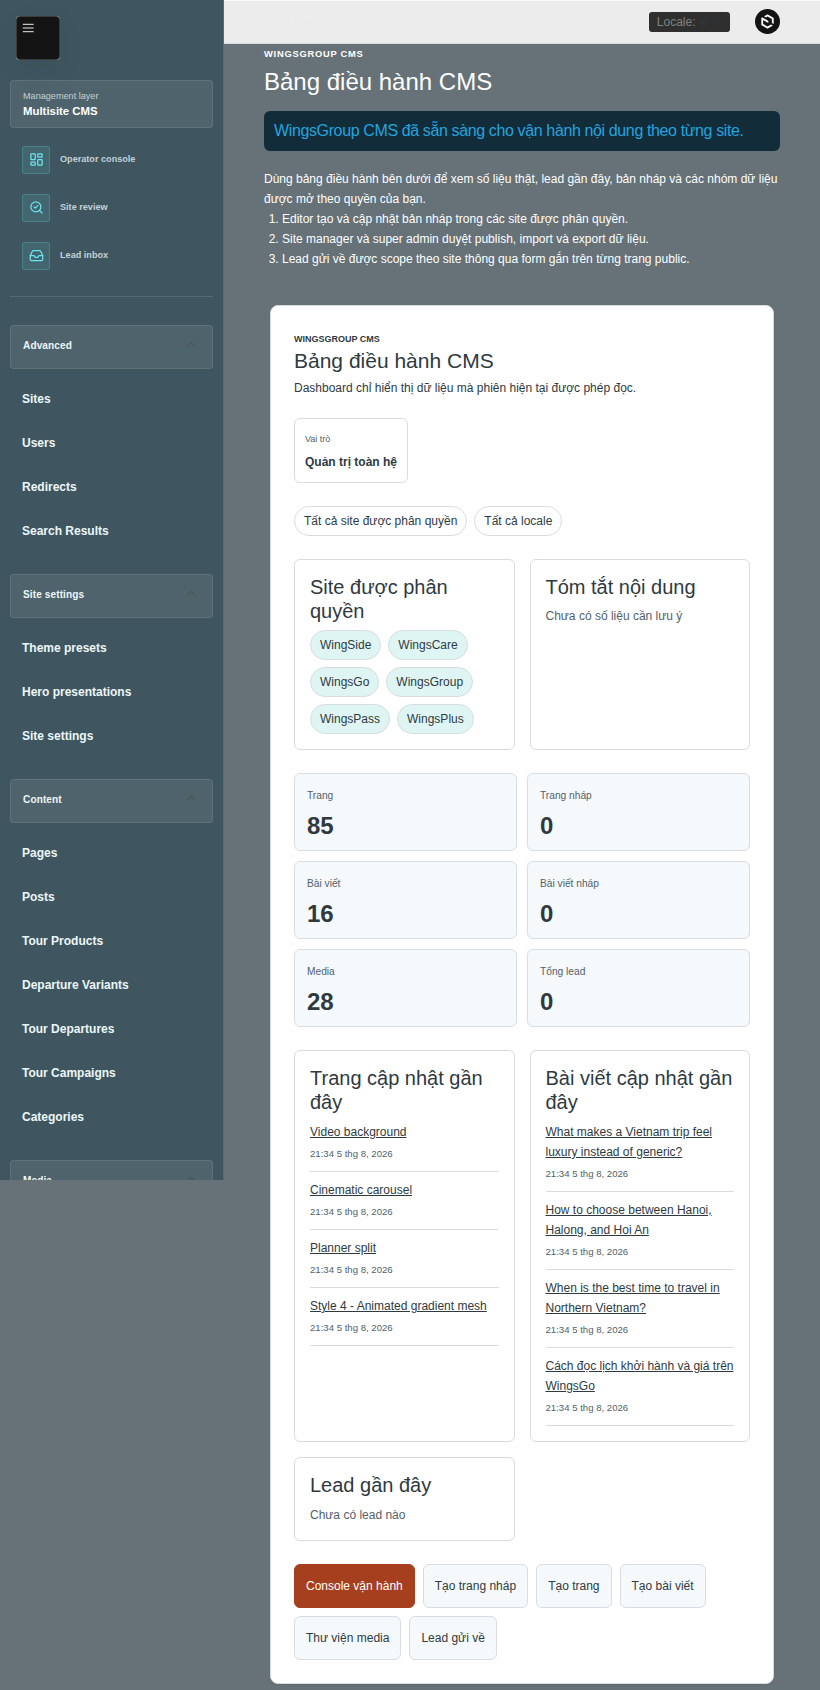 Locale:
Management layer
Multisite CMS
Operator console
Site review
Lead inbox
Advanced
Sites
Users
Redirects
Search Results
Site settings
Theme presets
Hero presentations
Site settings
Content
Pages
Posts
Tour Products
Departure Variants
Tour Departures
Tour Campaigns
Categories
Media
WINGSGROUP CMS
Bảng điều hành CMS
WingsGroup CMS đã sẵn sàng cho vận hành nội dung theo từng site.
Dùng bảng điều hành bên dưới để xem số liệu thật, lead gần đây, bản nháp và các nhóm dữ liệu
được mở theo quyền của bạn.
1. Editor tạo và cập nhật bản nháp trong các site được phân quyền.
2. Site manager và super admin duyệt publish, import và export dữ liệu.
3. Lead gửi về được scope theo site thông qua form gắn trên từng trang public.
WINGSGROUP CMS
Bảng điều hành CMS
Dashboard chỉ hiển thị dữ liệu mà phiên hiện tại được phép đọc.
Vai trò
Quản trị toàn hệ
Tất cả site được phân quyền
Tất cả locale
Site được phân
quyền
WingSide
WingsCare
WingsGo
WingsGroup
WingsPass
WingsPlus
Tóm tắt nội dung
Chưa có số liệu cần lưu ý
Trang
85
Trang nháp
0
Bài viết
16
Bài viết nháp
0
Media
28
Tổng lead
0
Trang cập nhật gần
đây
Video background
21:34 5 thg 8, 2026
Cinematic carousel
21:34 5 thg 8, 2026
Planner split
21:34 5 thg 8, 2026
Style 4 - Animated gradient mesh
21:34 5 thg 8, 2026
Bài viết cập nhật gần
đây
What makes a Vietnam trip feel
luxury instead of generic?
21:34 5 thg 8, 2026
How to choose between Hanoi,
Halong, and Hoi An
21:34 5 thg 8, 2026
When is the best time to travel in
Northern Vietnam?
21:34 5 thg 8, 2026
Cách đọc lịch khởi hành và giá trên
WingsGo
21:34 5 thg 8, 2026
Lead gần đây
Chưa có lead nào
Console vận hành
Tạo trang nháp
Tạo trang
Tạo bài viết
Thư viện media
Lead gửi về